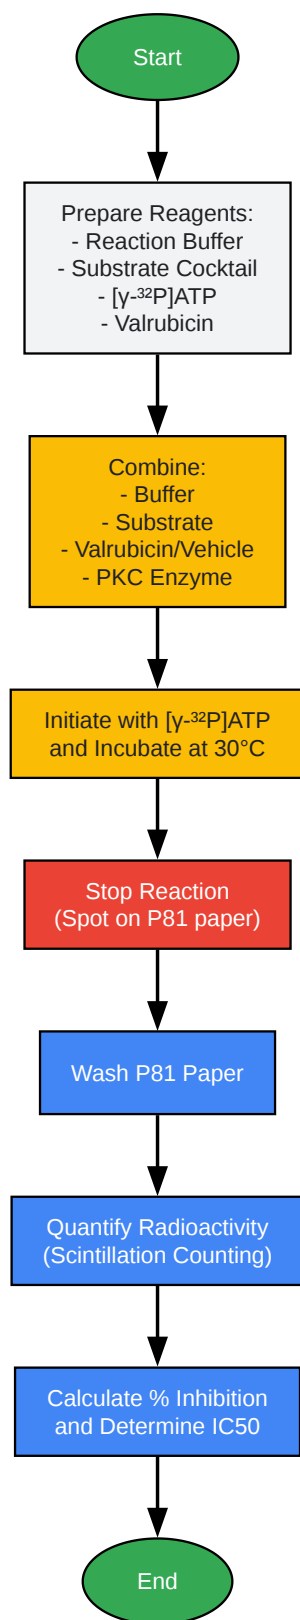 Start
Prepare Reagents:
- Reaction Buffer
- Substrate Cocktail
- [γ-³²P]ATP
- Valrubicin
Combine:
- Buffer
- Substrate
- Valrubicin/Vehicle
- PKC Enzyme
Initiate with [γ-³²P]ATP
and Incubate at 30°C
Stop Reaction
(Spot on P81 paper)
Wash P81 Paper
Quantify Radioactivity
(Scintillation Counting)
Calculate % Inhibition
and Determine IC50
End